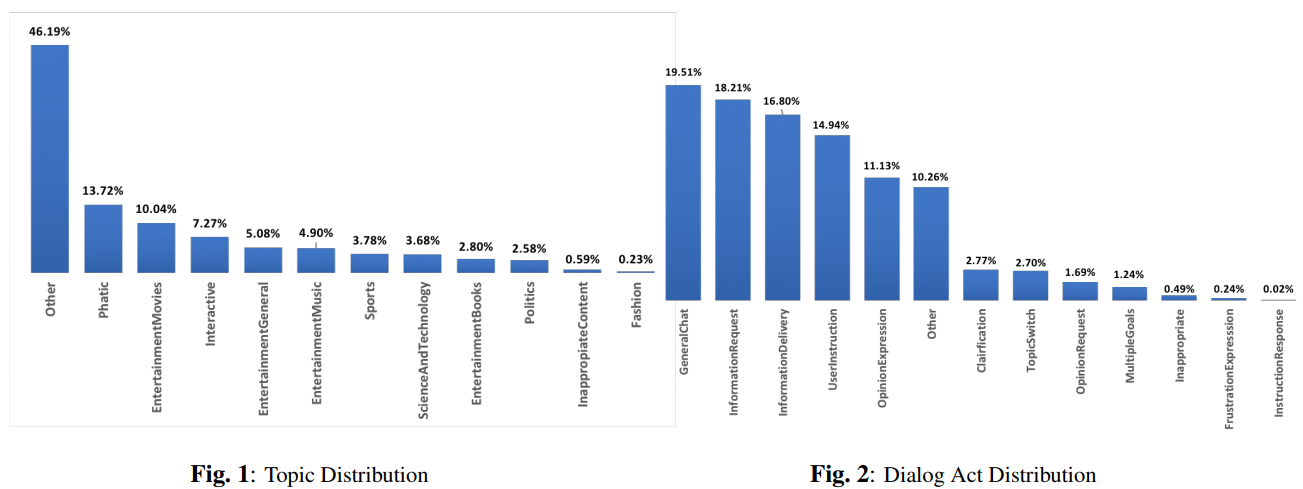 46.19%
13.72%
10.04%
7.27%
5.08%
4.90%
3.78%
3.68%
2.80%
2.58%
0.59%
0.23%
Other
Phatic
EntertainmentMovies
Interactive
EntertainmentGeneral
EntertainmentMusic
Sports
ScienceAndTechnology
EntertainmentBooks
Politics
InappropiateContent
Fashion
Fig. 1: Topic Distribution
19.51%
18.21%
16.80%
14.94%
11.13%
10.26%
2.77%
2.70%
1.69%
1.24%
0.49%
0.24%
0.02%
GeneralChat
InformationRequest
InformationDelivery
UserInstruction
OpinionExpression
Other
Clairfication
TopicSwitch
OpinionRequest
MultipleGoals
Inappropriate
FrustrationExpresssion
InstructionResponse
Fig. 2: Dialog Act Distribution